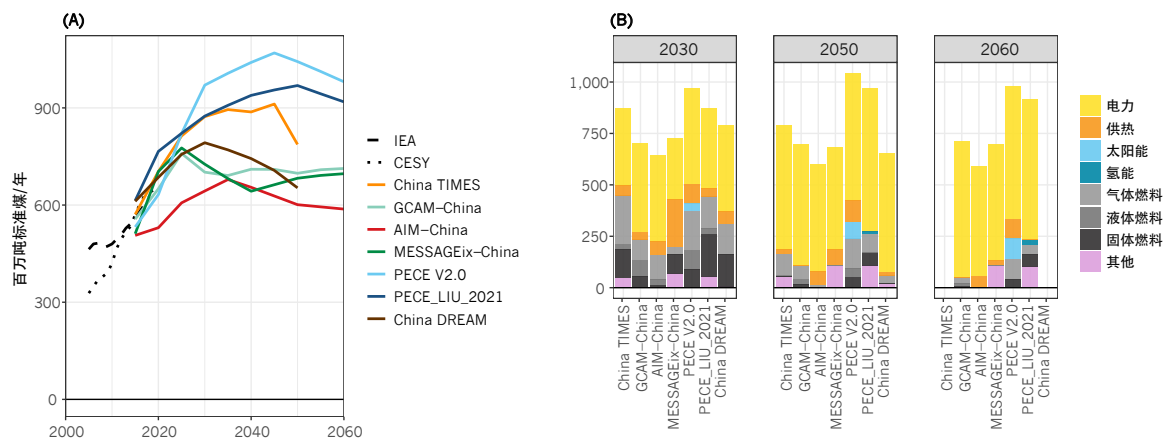 (A)
百万吨标准煤/年
900
600
300
0
2000
2020
2040
2060
IEA
CESY
China TIMES
GCAM-China
AIM-China
MESSAGEix-China
PECE V2.0
PECE_LIU_2021
China DREAM
(B)
2030
2050
2060
1,000
750
500
250
0
China TIMES
GCAM-China
AIM-China
MESSAGEix-China
PECE V2.0
PECE_LIU_2021
China DREAM
China TIMES
GCAM-China
AIM-China
MESSAGEix-China
PECE V2.0
PECE_LIU_2021
China DREAM
China TIMES
GCAM-China
AIM-China
MESSAGEix-China
PECE V2.0
PECE_LIU_2021
China DREAM
电力
供热
太阳能
氢能
气体燃料
液体燃料
固体燃料
其他